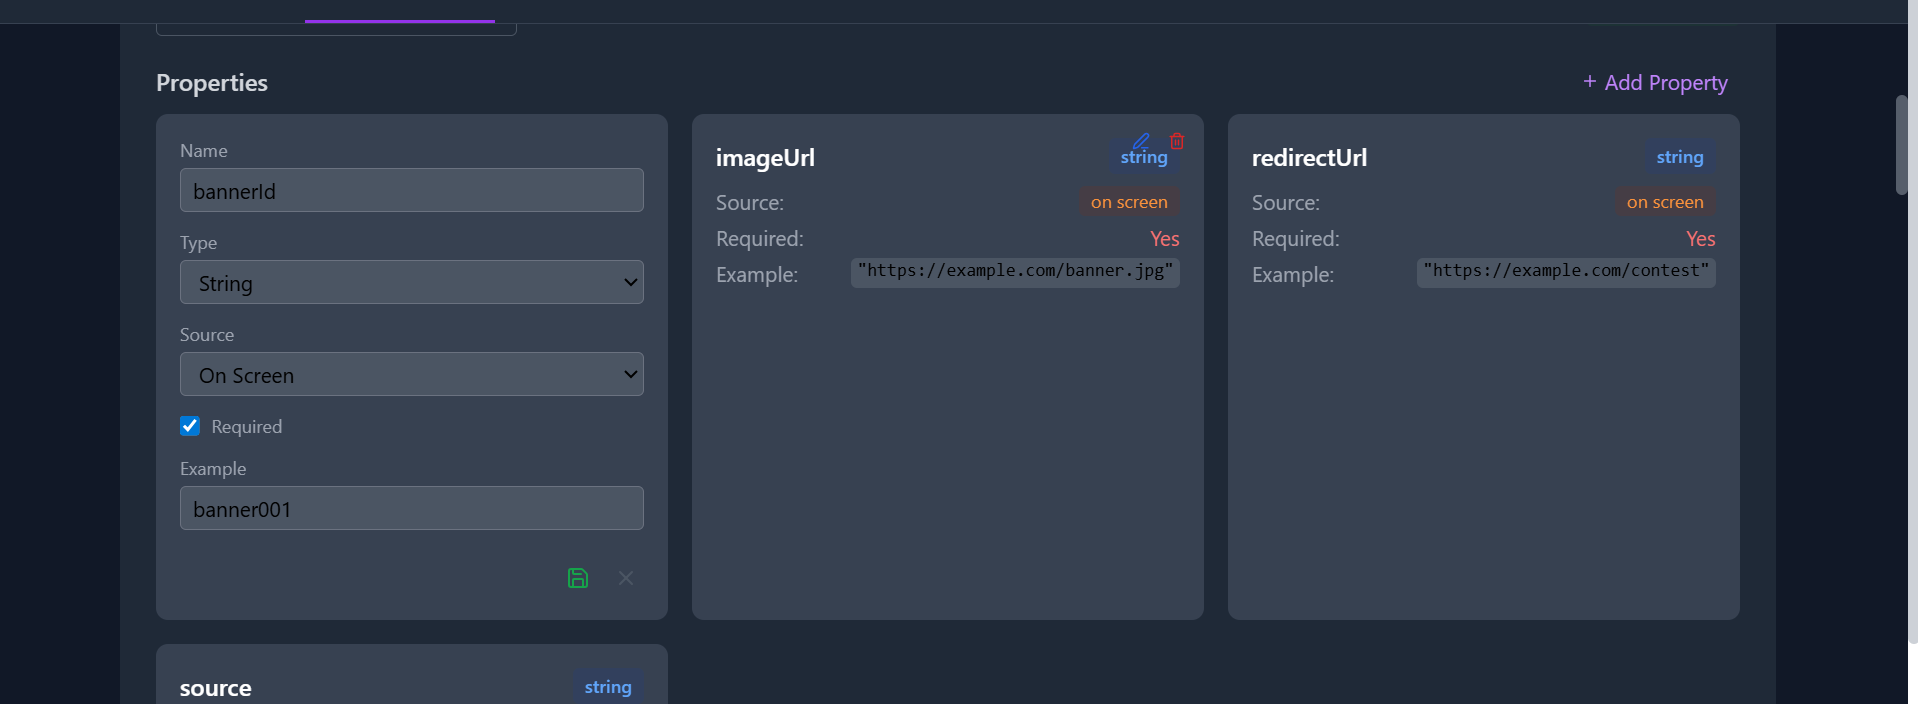 Properties
+ Add Property
Name
bannerId
Type
String
Source
On Screen
Required
Example
banner001
imageUrl
string
Source:
on screen
Required:
Yes
Example:
"https://example.com/banner.jpg"
redirectUrl
string
Source:
on screen
Required:
Yes
Example:
"https://example.com/contest"
source
string